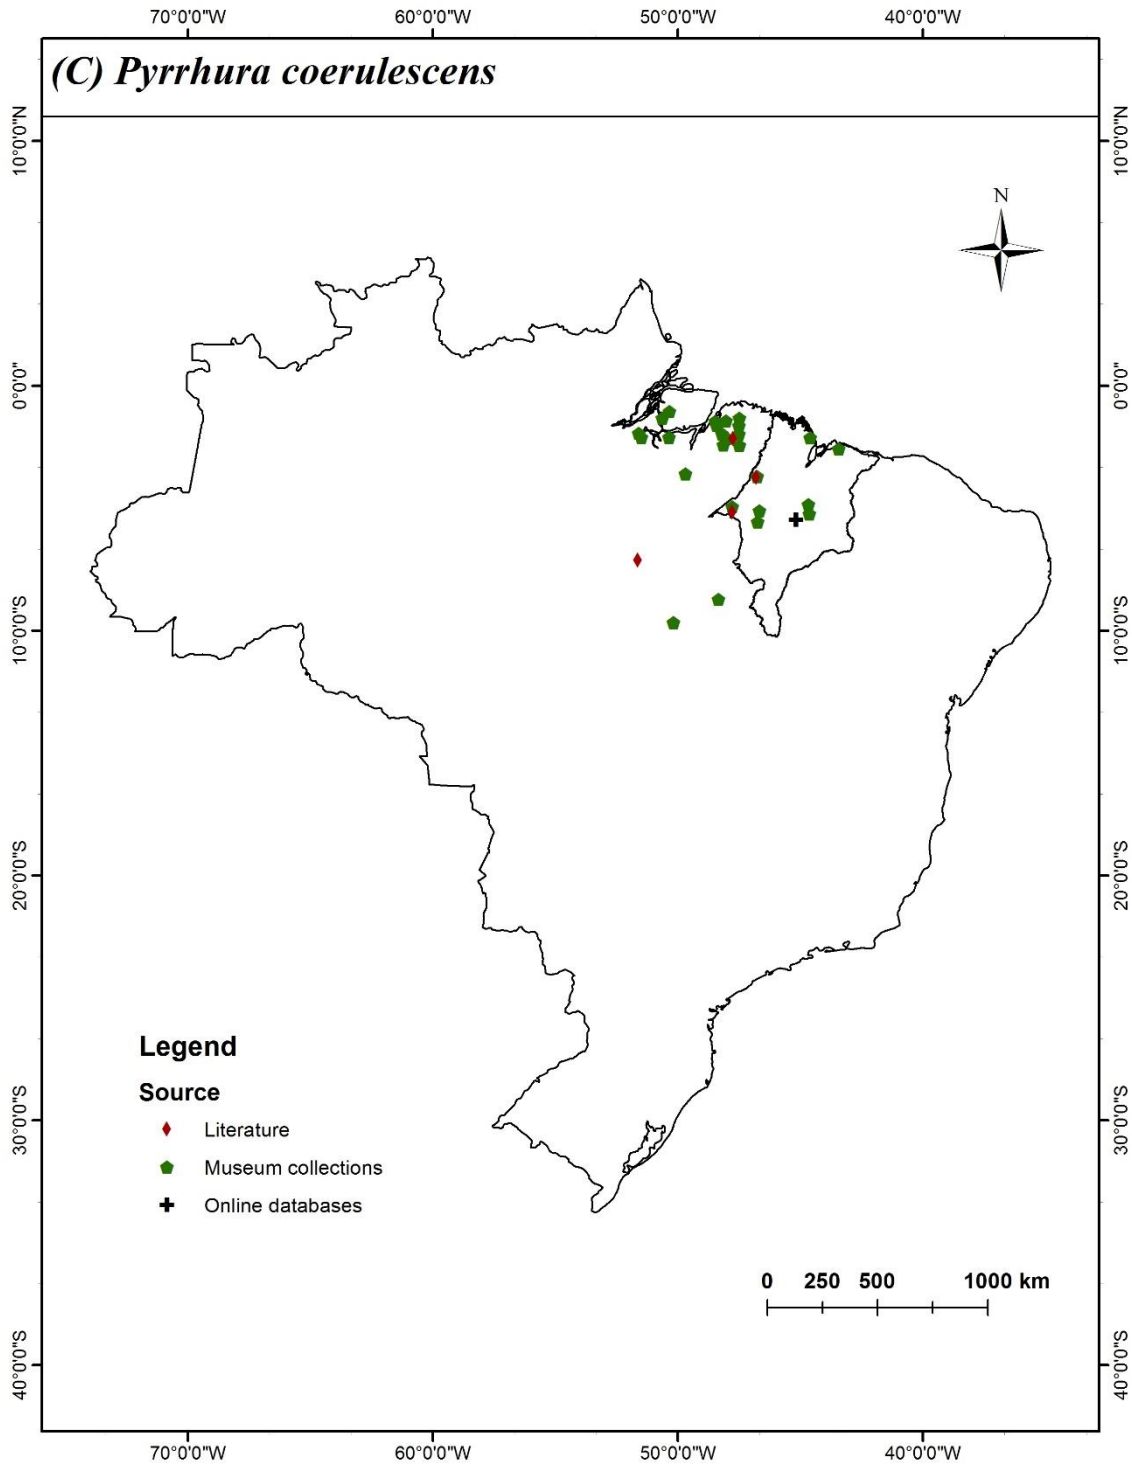 70°0'0"W 60°0'0"W 50°0'0"W 40°0'0"W
(C) Pyrrhura coerulescens
N
10°0'0"N 10°0'0"N
0°0'0" 0°0'0"
10°0'0"S 10°0'0"S
20°0'0"S 20°0'0"S
Legend
Source
30°0'0"S 30°0'0"S
Literature
Museum collections
Online databases
0 250 500 1000 km
40°0'0"S 40°0'0"S
70°0'0"W 60°0'0"W 50°0'0"W 40°0'0"W